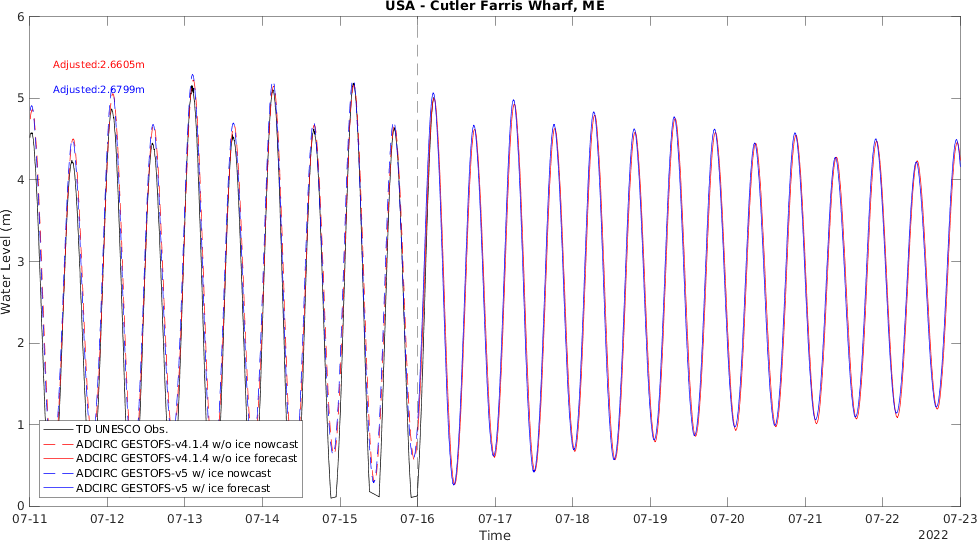 USA - Cutler Farris Wharf, ME
6
Adjusted:2.6605m
Adjusted:2.6799m
5
4
3
2
1
0
Water Level (m)
TD UNESCO Obs.
ADCIRC GESTOFS-v4.1.4 w/o ice nowcast
ADCIRC GESTOFS-v4.1.4 w/o ice forecast
ADCIRC GESTOFS-v5 w/ ice nowcast
ADCIRC GESTOFS-v5 w/ ice forecast
07-11 07-12 07-13 07-14 07-15 07-16 07-17 07-18 07-19 07-20 07-21 07-22 07-23
Time
2022